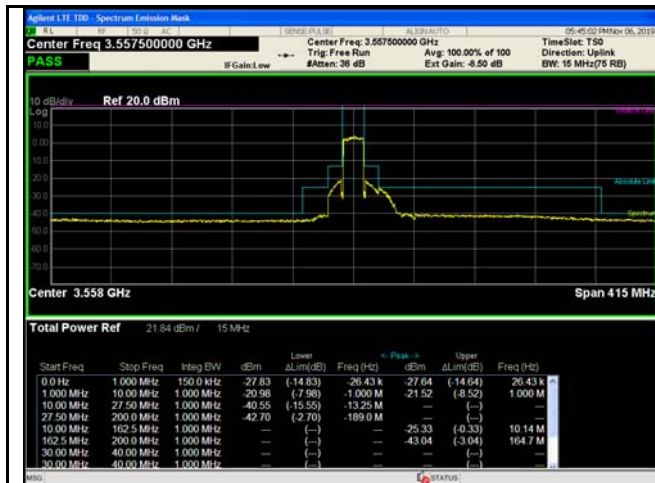 Agilent LTE TDD - Spectrum Emission Mask
RL RF 50 Ω AC SENSE:PULSE ALIGN AUTO 05:45:02 PM Nov 06, 2019
Center Freq 3.557500000 GHz Center Freq: 3.557500000 GHz TimeSlot: TS0
Trig: Free Run Avg: 100.00% of 100 Direction: Uplink
PASS IFGain:Low #Atten: 36 dB Ext Gain: -8.50 dB BW: 15 MHz(75 RB)
10 dB/div Ref 20.0 dBm
Log
10.0
0.00
-10.0
-20.0
-30.0
-40.0
-50.0
-60.0
-70.0
Absolute Limit
Spectrum
Center 3.558 GHz Span 415 MHz
Total Power Ref 21.84 dBm / 15 MHz
Lower <- Peak -> Upper
Start Freq Stop Freq Integ BW dBm ΔLim(dB) Freq (Hz) dBm ΔLim(dB) Freq (Hz)
0.0 Hz 1.000 MHz 150.0 kHz -27.83 (-14.83) -26.43 k -27.64 (-14.64) 26.43 k
1.000 MHz 10.00 MHz 1.000 MHz -20.98 (-7.98) -1.000 M -21.52 (-8.52) 1.000 M
10.00 MHz 27.50 MHz 1.000 MHz -40.55 (-15.55) -13.25 M --- (---) ---
27.50 MHz 200.0 MHz 1.000 MHz -42.70 (-2.70) -189.0 M --- (---) ---
10.00 MHz 162.5 MHz 1.000 MHz --- (---) --- -25.33 (-0.33) 10.14 M
162.5 MHz 200.0 MHz 1.000 MHz --- (---) --- -43.04 (-3.04) 164.7 M
30.00 MHz 40.00 MHz 1.000 MHz --- (---) --- --- (---) ---
30.00 MHz 40.00 MHz 1.000 MHz --- (---) --- --- (---) ---
MSG STATUS